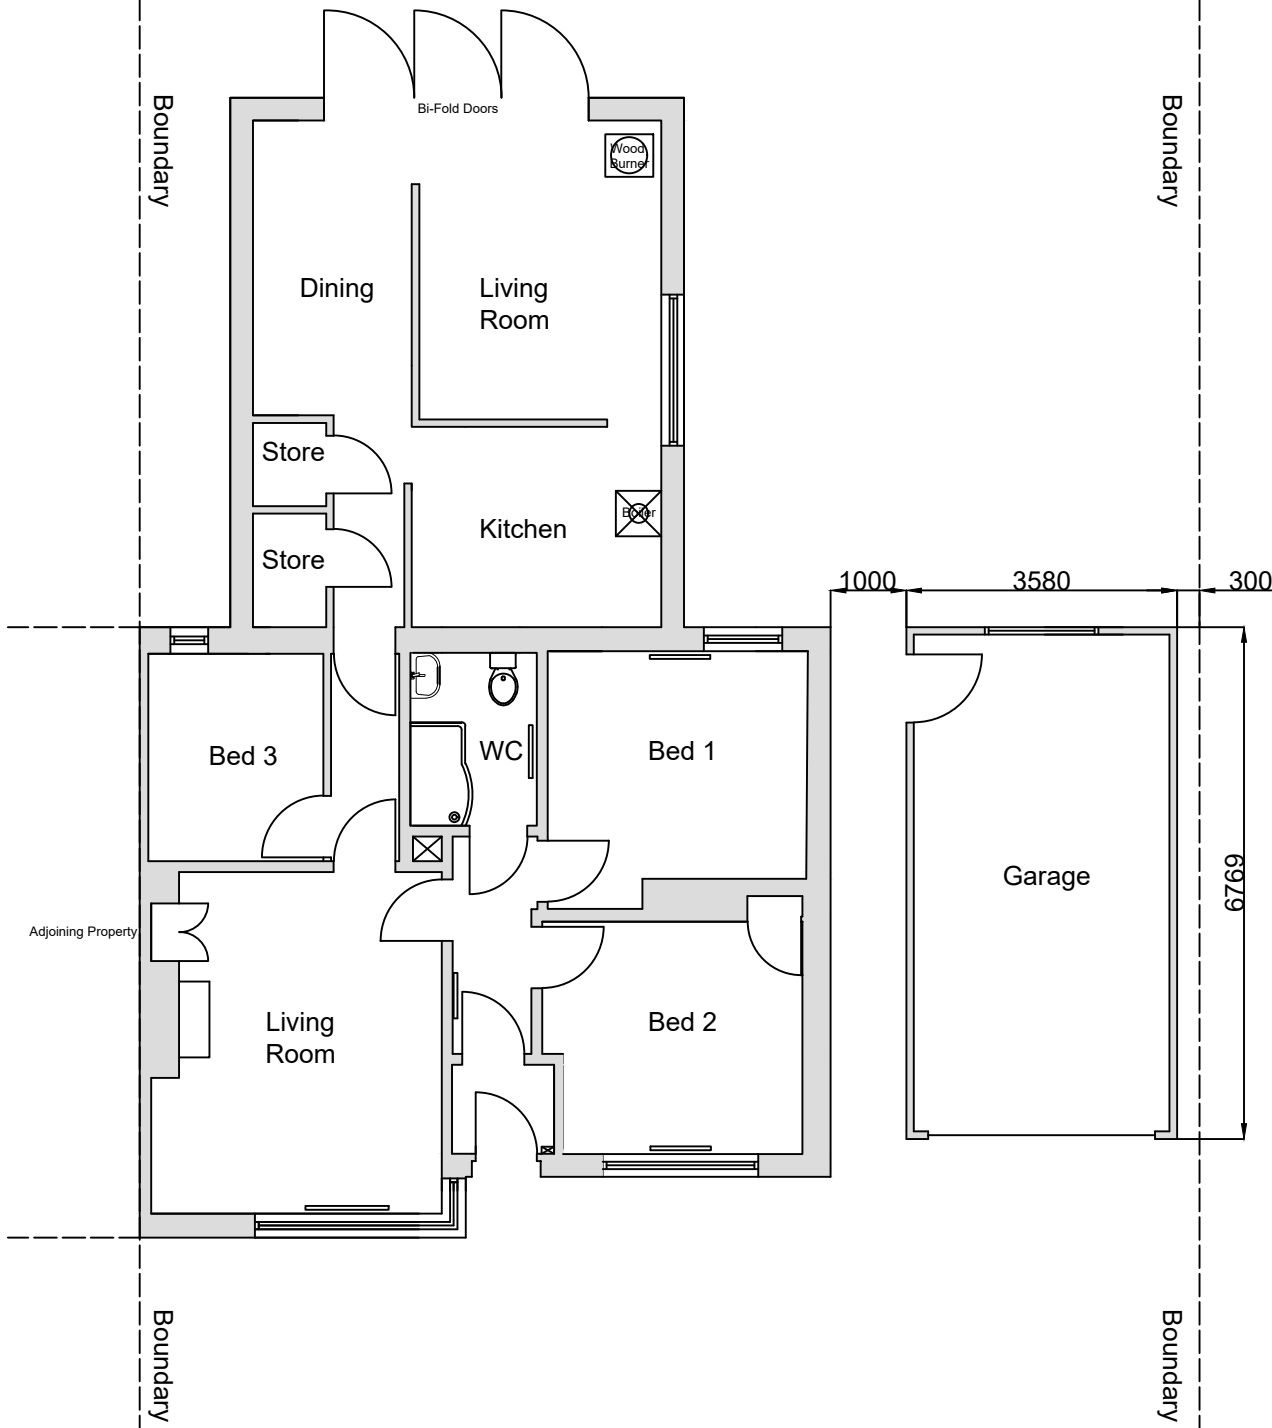 Boundary
Boundary
Bi-Fold Doors
Wood
Burner
Dining
Living
Room
Store
Kitchen
Boiler
Store
1000
3580
300
Bed 3
WC
Bed 1
Garage
6769
Adjoining Property
Living
Room
Bed 2
Boundary
Boundary